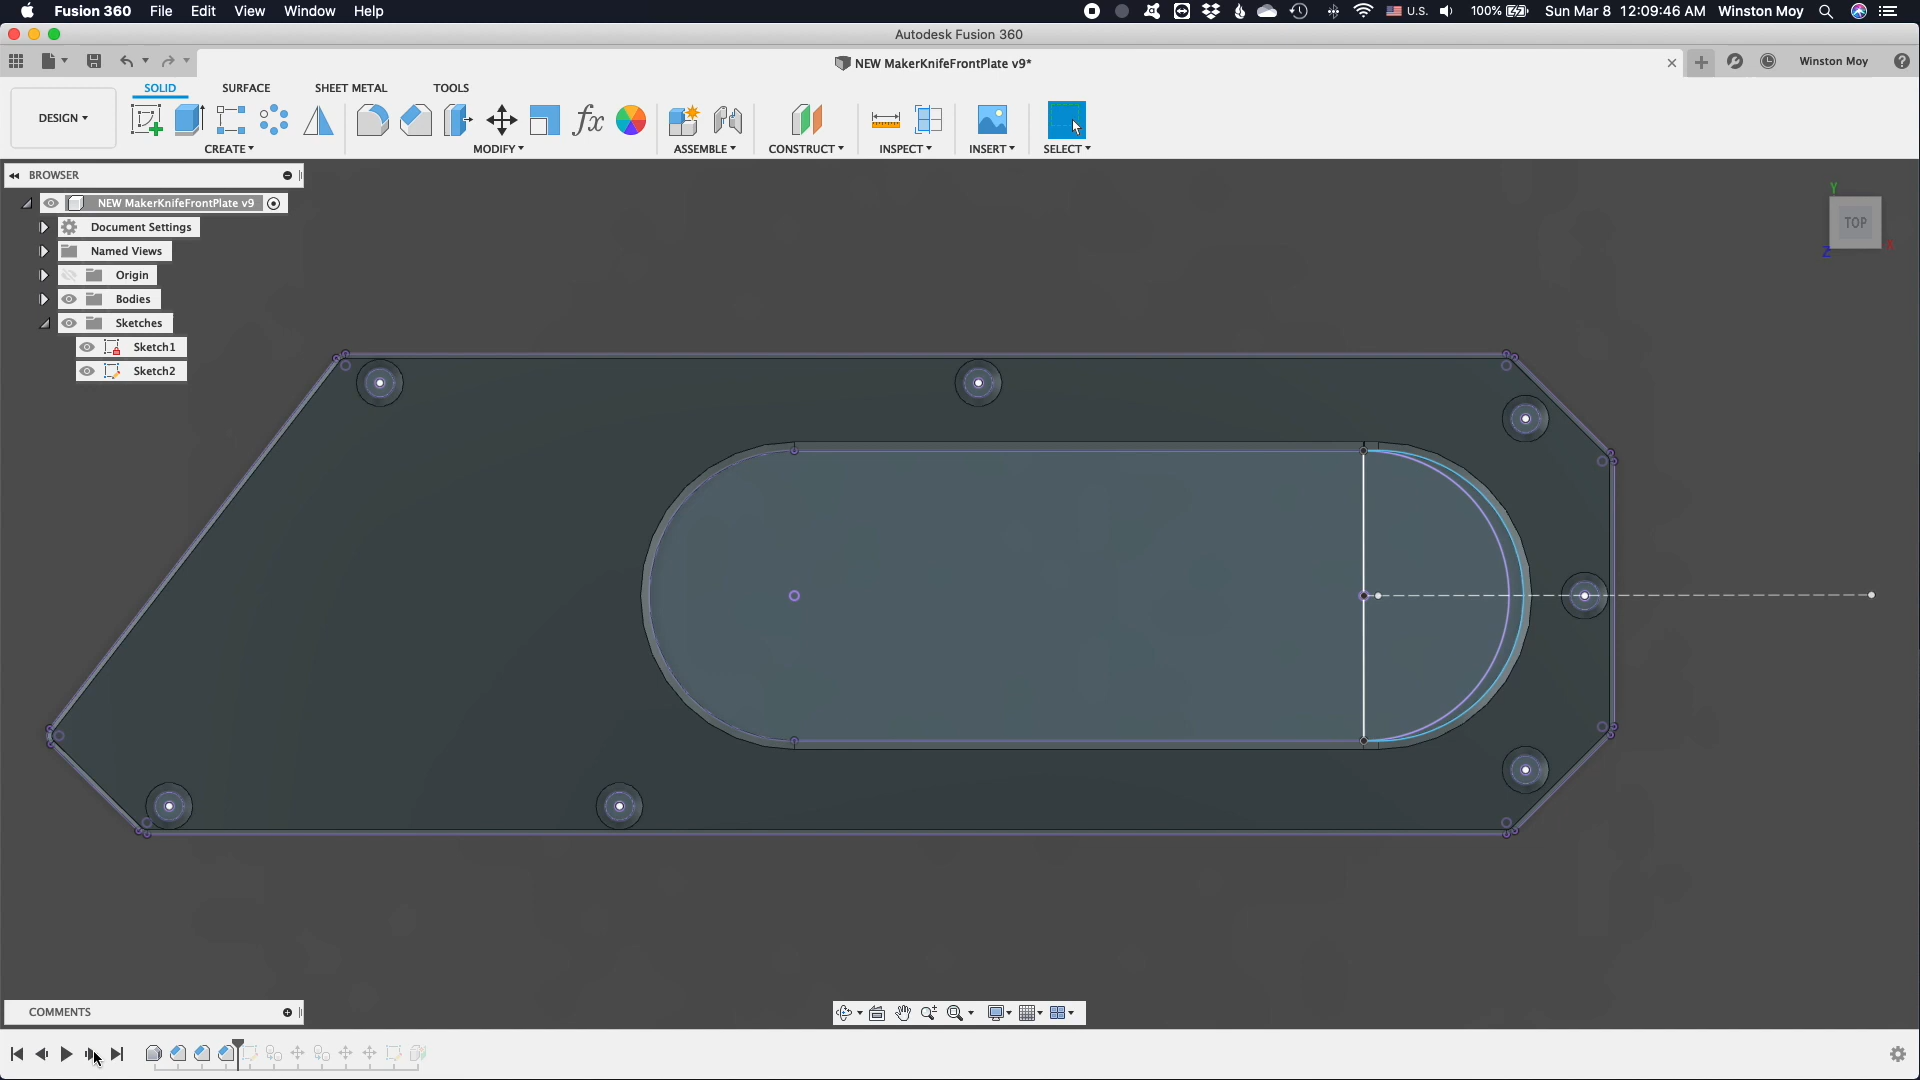 Fusion 360 File Edit View Window Help U.S. 100% Sun Mar 8 12:09:46 AM Winston Moy
Autodesk Fusion 360
NEW MakerKnifeFrontPlate v9* Winston Moy
SOLID SURFACE SHEET METAL TOOLS
DESIGN
CREATE MODIFY ASSEMBLE CONSTRUCT INSPECT INSERT SELECT
BROWSER
NEW MakerKnifeFrontPlate v9
Document Settings
Named Views
Origin
Bodies
Sketches
Sketch1
Sketch2
Y
TOP
X
Z
COMMENTS